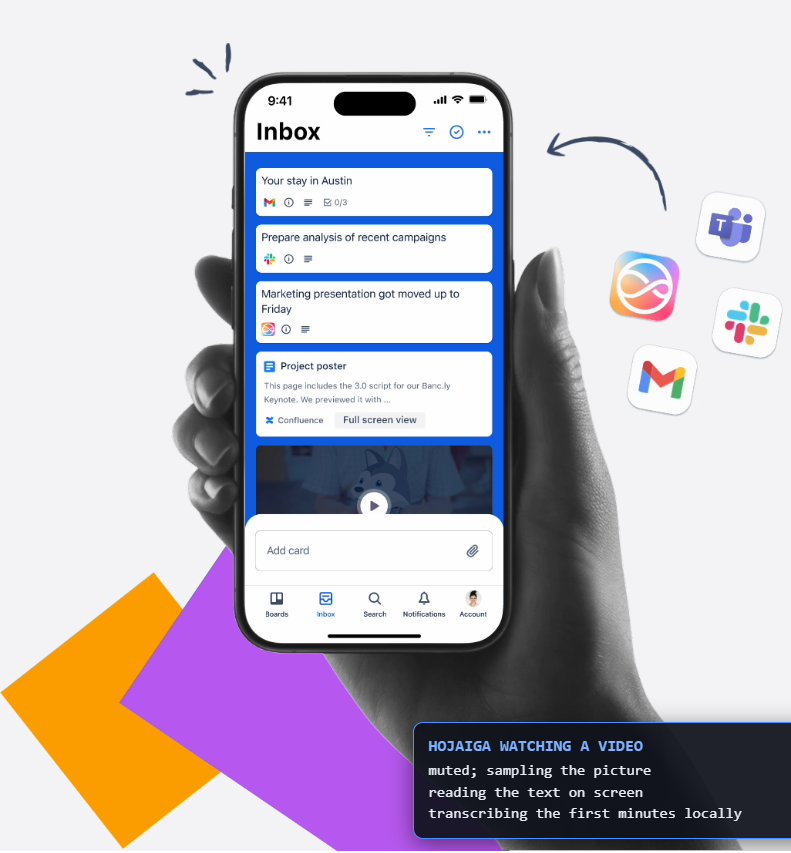 9:41
Inbox
Your stay in Austin
0/3
Prepare analysis of recent campaigns
Marketing presentation got moved up to
Friday
Project poster
This page includes the 3.0 script for our Banc.ly
Keynote. We previewed it with ...
Confluence Full screen view
Add card
Boards Inbox Search Notifications Account
HOJAIGA WATCHING A VIDEO
muted; sampling the picture
reading the text on screen
transcribing the first minutes locally